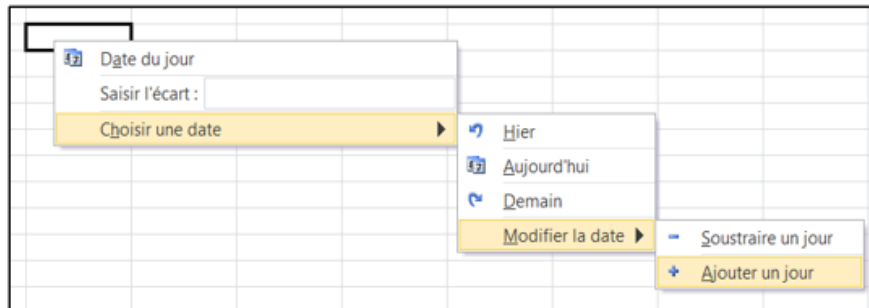 Date du jour
Saisir l'écart :
Choisir une date
Hier
Aujourd'hui
Demain
Modifier la date
Soustraire un jour
Ajouter un jour